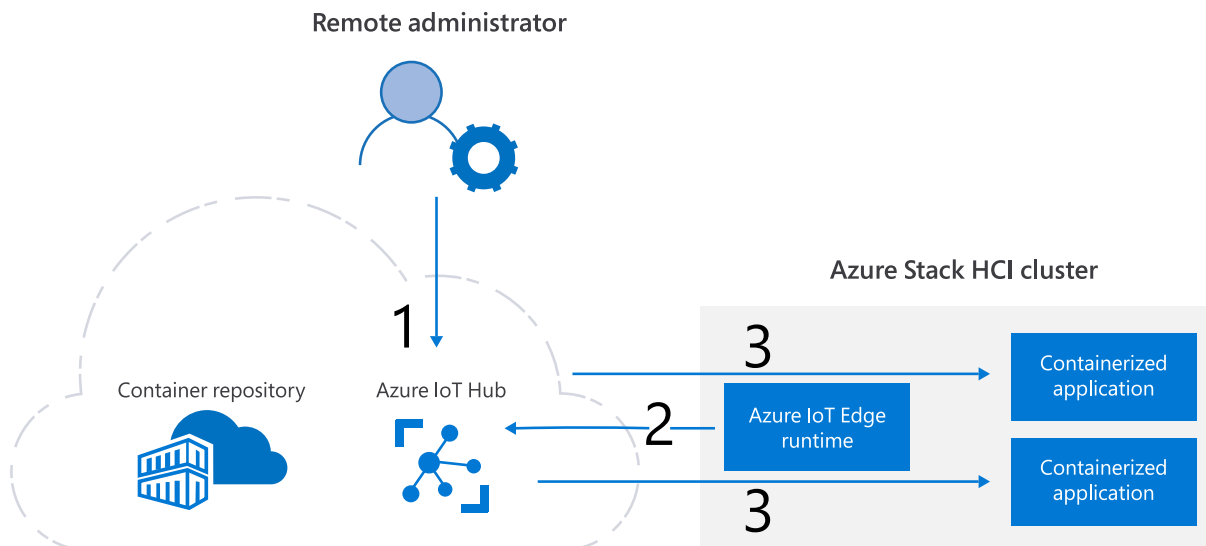 Remote administrator
Azure Stack HCI cluster
1
3
Container repository
Azure IoT Hub
Containerized
application
2
Azure IoT Edge
runtime
Containerized
application
3